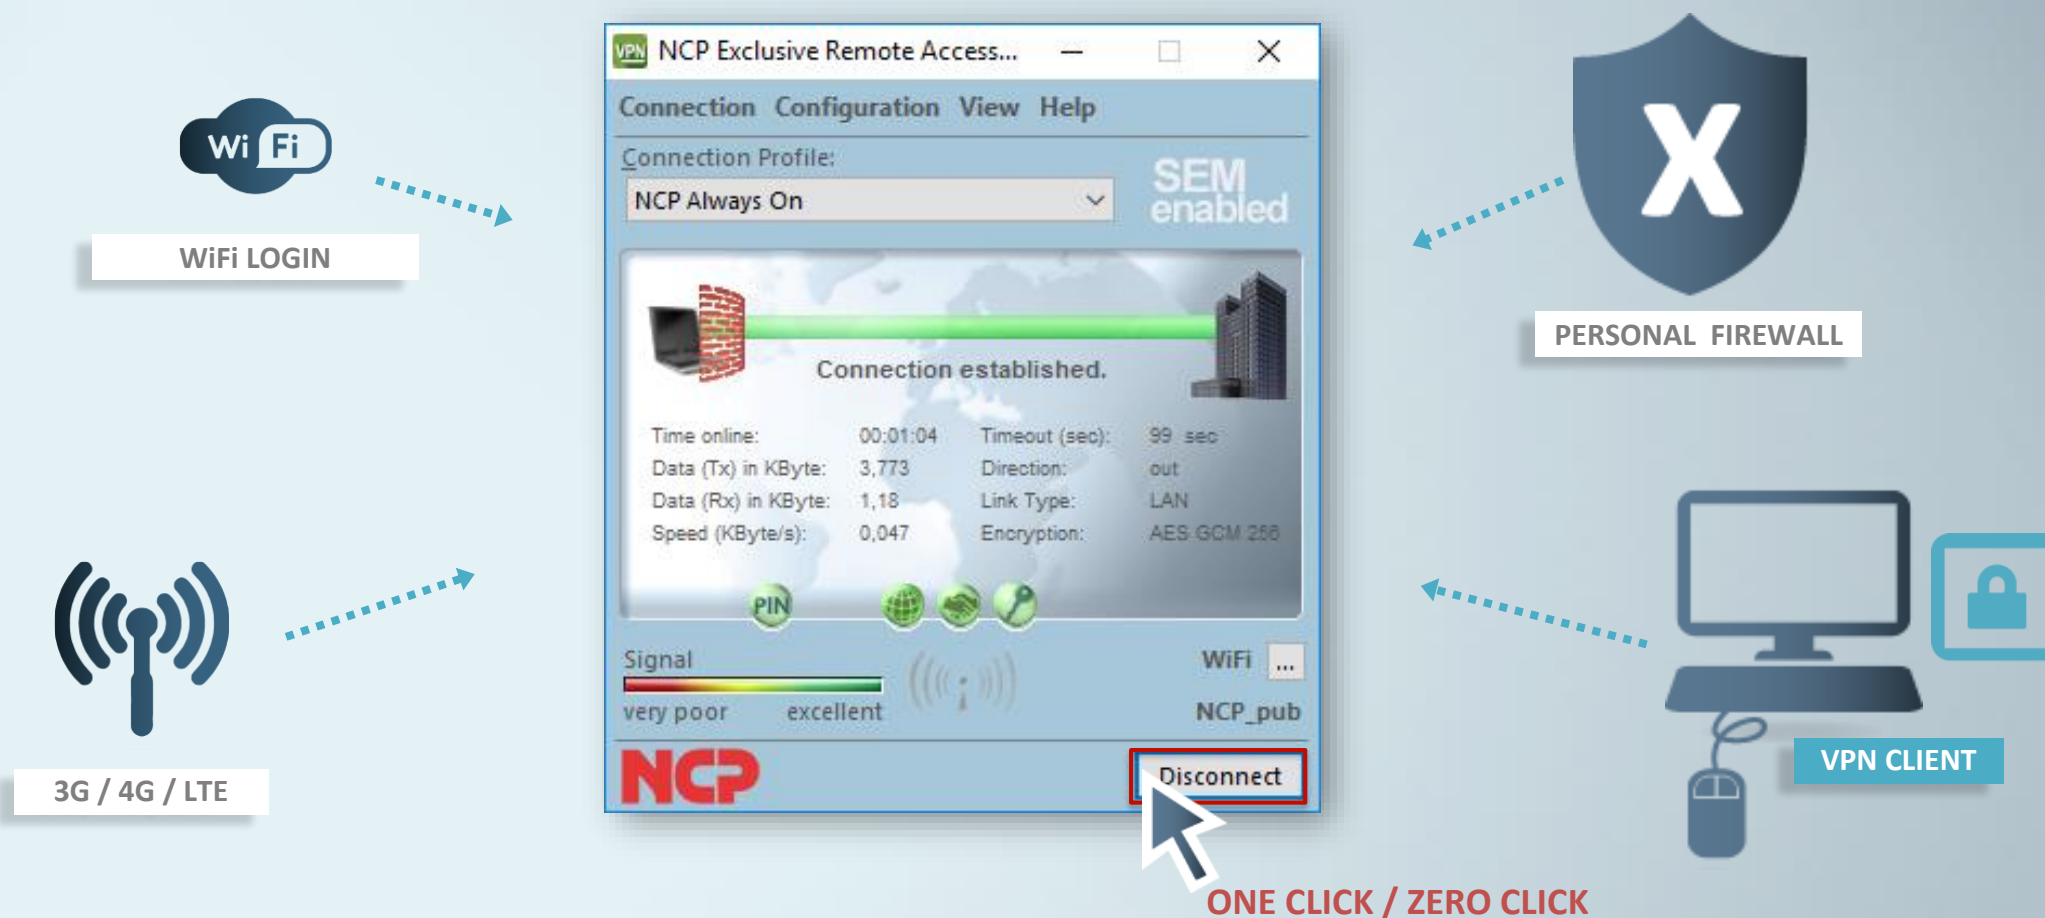 VPN NCP Exclusive Remote Access...
Connection Configuration View Help
Connection Profile:
NCP Always On
SEM
enabled
Wi Fi
WiFi LOGIN
X
PERSONAL FIREWALL
Connection established.
Time online: 00:01:04 Timeout (sec): 99 sec
Data (Tx) in KByte: 3,773 Direction: out
Data (Rx) in KByte: 1,18 Link Type: LAN
Speed (KByte/s): 0,047 Encryption: AES GCM 256
PIN
Signal
very poor excellent
WiFi ...
NCP_pub
NCP
Disconnect
3G / 4G / LTE
VPN CLIENT
ONE CLICK / ZERO CLICK